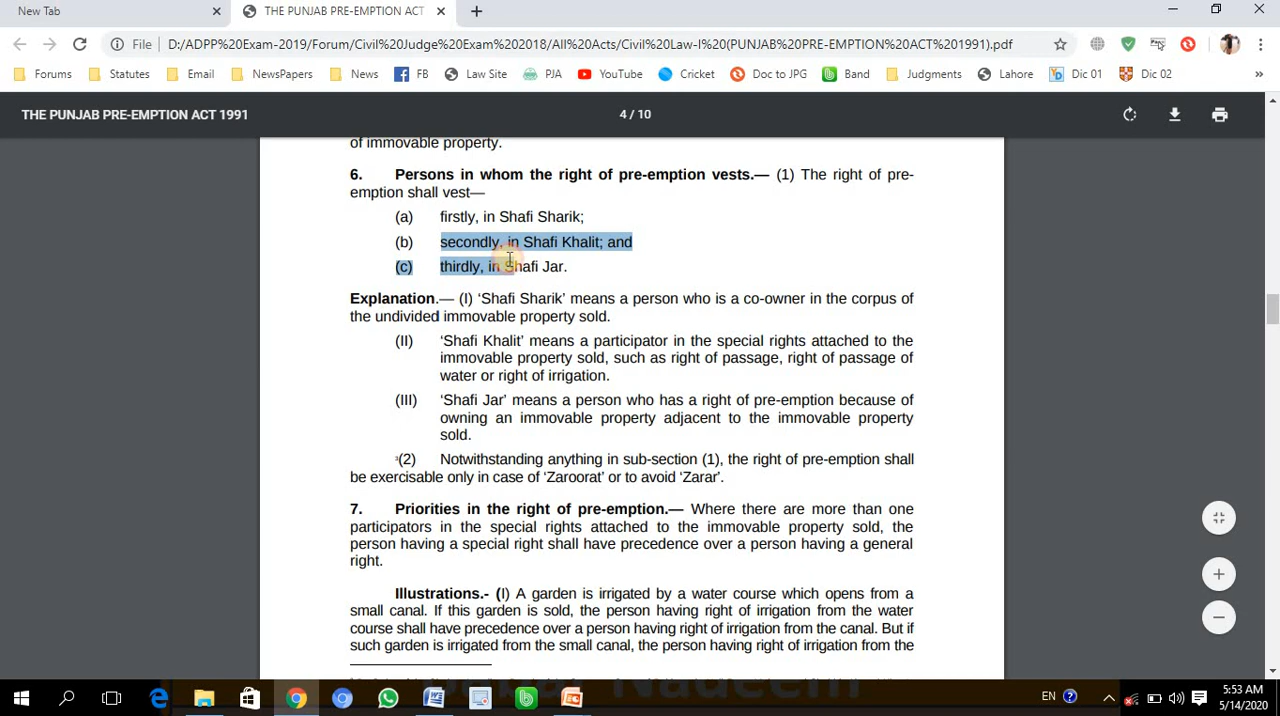 New Tab
THE PUNJAB PRE-EMPTION ACT
File D:/ADPP%20Exam-2019/Forum/Civil%Judge%Exam%2018/All%Acts/Civil%20Law-I%20(PUNJAB%20PRE-EMPTION%20ACT%201991).pdf
Forums Statutes Email NewsPapers News FB Law Site PJA YouTube Cricket Doc to JPG Band Judgments Lahore Dic 01 Dic 02
THE PUNJAB PRE-EMPTION ACT 1991 4 / 10
of immovable property.
6. Persons in whom the right of pre-emption vests.— (1) The right of pre-
emption shall vest—
(a) firstly, in Shafi Sharik;
(b) secondly, in Shafi Khalit; and
(c) thirdly, in Shafi Jar.
Explanation.— (I) ‘Shafi Sharik’ means a person who is a co-owner in the corpus of
the undivided immovable property sold.
(II) ‘Shafi Khalit’ means a participator in the special rights attached to the
immovable property sold, such as right of passage, right of passage of
water or right of irrigation.
(III) ‘Shafi Jar’ means a person who has a right of pre-emption because of
owning an immovable property adjacent to the immovable property
sold.
³(2) Notwithstanding anything in sub-section (1), the right of pre-emption shall
be exercisable only in case of ‘Zaroorat’ or to avoid ‘Zarar’.
7. Priorities in the right of pre-emption.— Where there are more than one
participators in the special rights attached to the immovable property sold, the
person having a special right shall have precedence over a person having a general
right.
Illustrations.- (I) A garden is irrigated by a water course which opens from a
small canal. If this garden is sold, the person having right of irrigation from the water
course shall have precedence over a person having right of irrigation from the canal. But if
such garden is irrigated from the small canal, the person having right of irrigation from the
EN
5:53 AM
5/14/2020